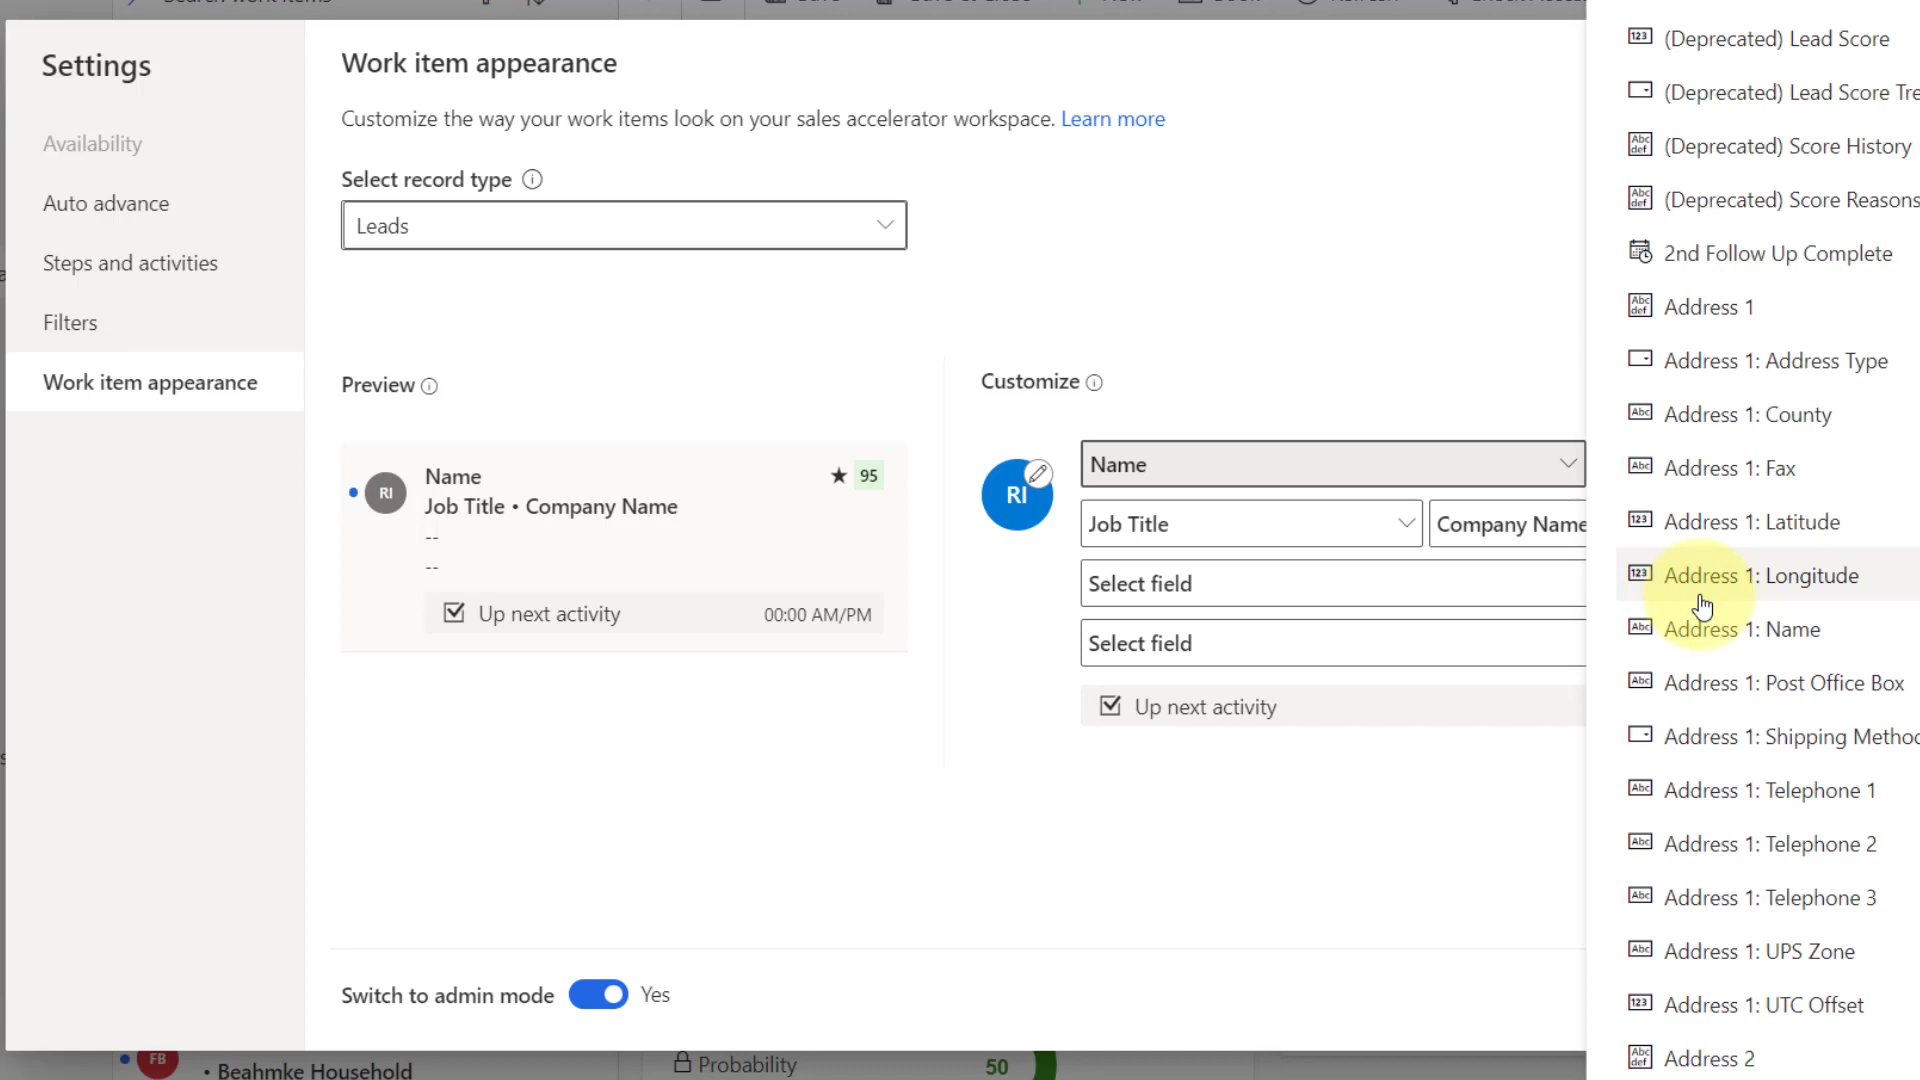 Settings
Availability
Auto advance
Steps and activities
Filters
Work item appearance
Work item appearance
Customize the way your work items look on your sales accelerator workspace. Learn more
Select record type
Leads
Preview
RI
Name
95
Job Title • Company Name
--
--
Up next activity
00:00 AM/PM
Customize
RI
Name
Job Title
Company Name
Select field
Select field
Up next activity
Switch to admin mode
Yes
(Deprecated) Lead Score
(Deprecated) Lead Score Tre
(Deprecated) Score History
(Deprecated) Score Reasons
2nd Follow Up Complete
Address 1
Address 1: Address Type
Address 1: County
Address 1: Fax
Address 1: Latitude
Address 1: Longitude
Address 1: Name
Address 1: Post Office Box
Address 1: Shipping Method
Address 1: Telephone 1
Address 1: Telephone 2
Address 1: Telephone 3
Address 1: UPS Zone
Address 1: UTC Offset
Address 2
FB
• Beahmke Household
Probability
50